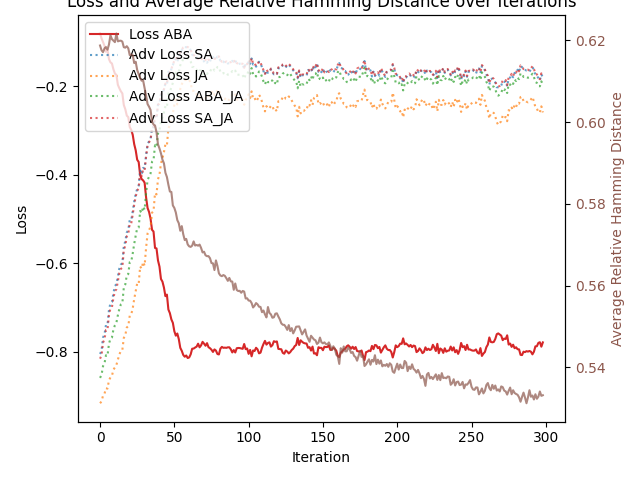 Loss and Average Relative Hamming Distance over Iterations
Loss ABA
Adv Loss SA
Adv Loss JA
Adv Loss ABA_JA
Adv Loss SA_JA
−0.2
−0.4
−0.6
−0.8
Loss
0.62
0.60
0.58
0.56
0.54
Average Relative Hamming Distance
0
50
100
150
200
250
300
Iteration